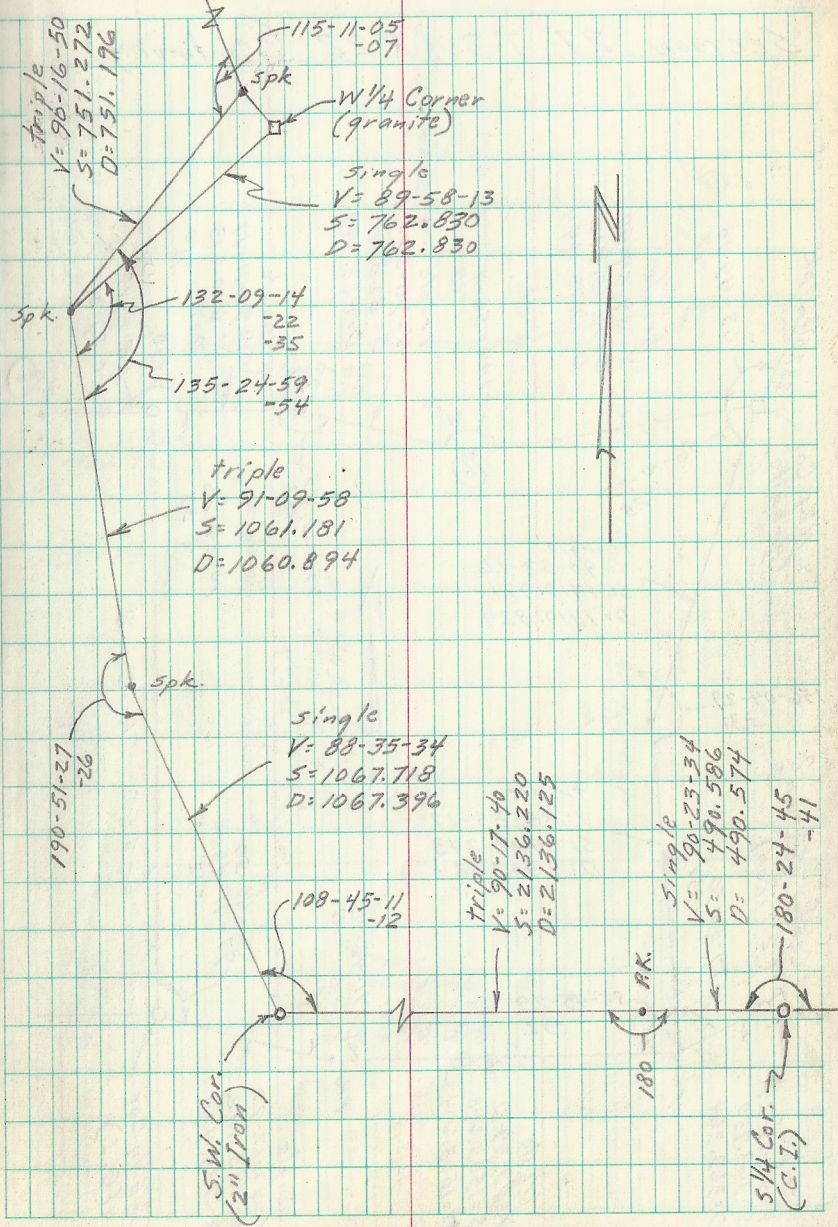 triple
V= 90-16-50
S= 751.272
D= 751.196
115-11-05
-07
spk
W 1/4 Corner
(granite)
single
V= 89-58-13
S= 762.830
D= 762.830
N
spk.
132-09-14
-22
-35
135-24-59
-54
triple
V= 91-09-58
S= 1061.181
D= 1060.894
spk.
190-51-27
-26
single
V= 88-35-34
S= 1067.718
D= 1067.396
108-45-11
-12
triple
V= 90-17-40
S= 2136.220
D= 2136.125
single
V= 90-23-34
S= 490.586
D= 490.574
180-24-45
-41
P.K.
180
S.W. Cor.
(2" Iron)
S 1/4 Cor.
(C.I.)